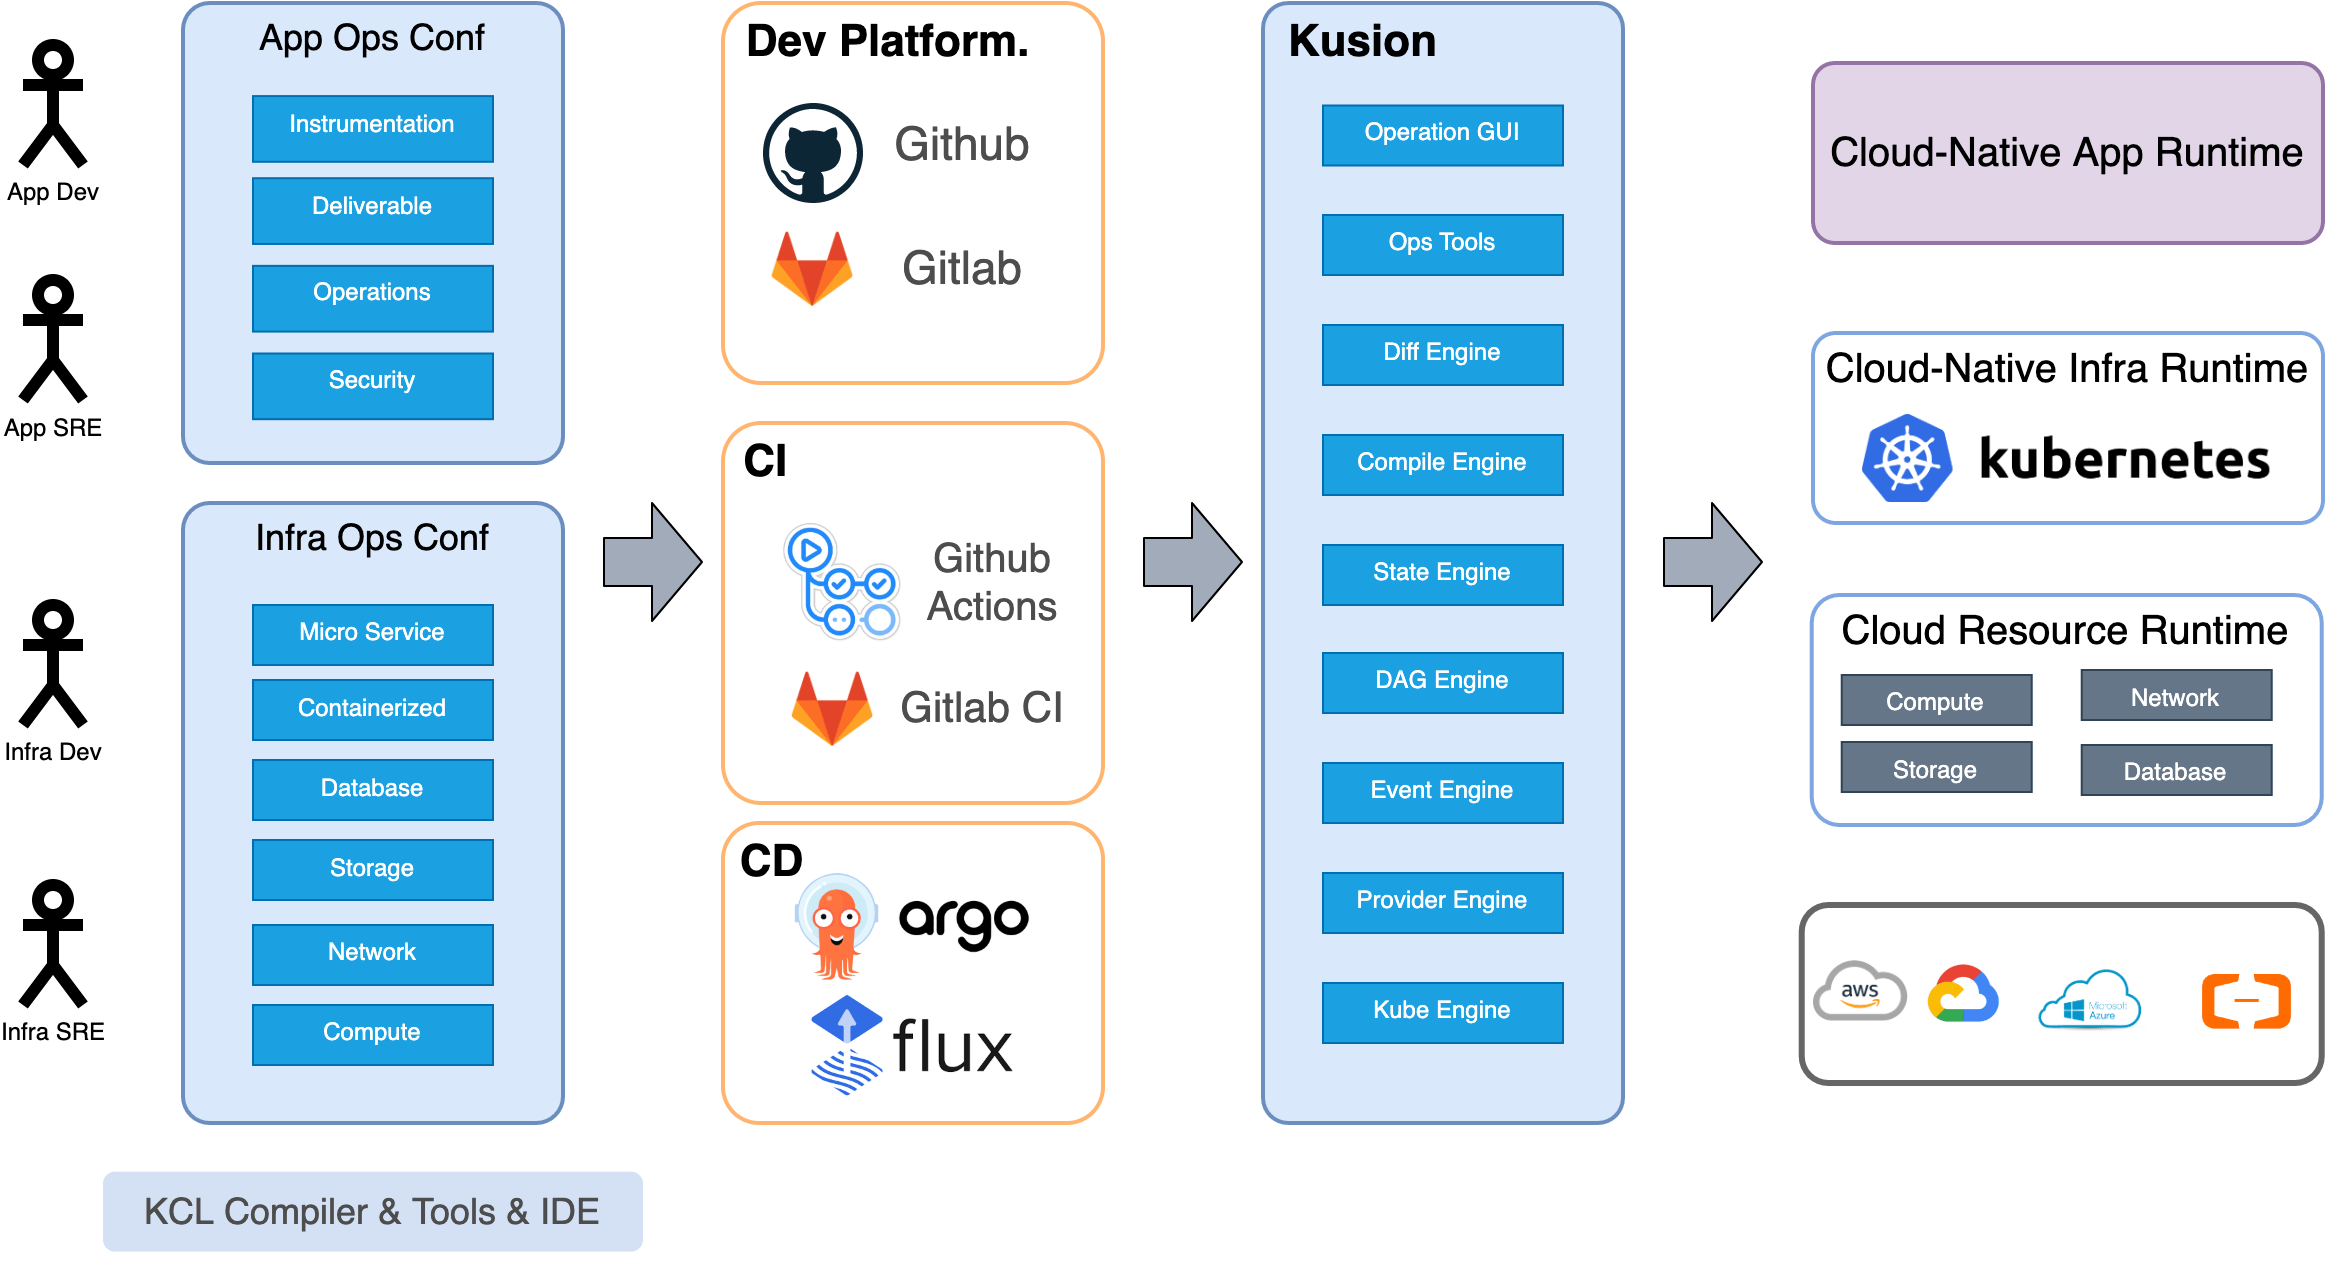 App Dev
App SRE
Infra Dev
Infra SRE
App Ops Conf
Instrumentation
Deliverable
Operations
Security
Infra Ops Conf
Micro Service
Containerized
Database
Storage
Network
Compute
KCL Compiler & Tools & IDE
Dev Platform.
Github
Gitlab
CI
Github
Actions
Gitlab CI
CD
argo
flux
Kusion
Operation GUI
Ops Tools
Diff Engine
Compile Engine
State Engine
DAG Engine
Event Engine
Provider Engine
Kube Engine
Cloud-Native App Runtime
Cloud-Native Infra Runtime
kubernetes
Cloud Resource Runtime
Compute
Network
Storage
Database
aws
Microsoft
Azure